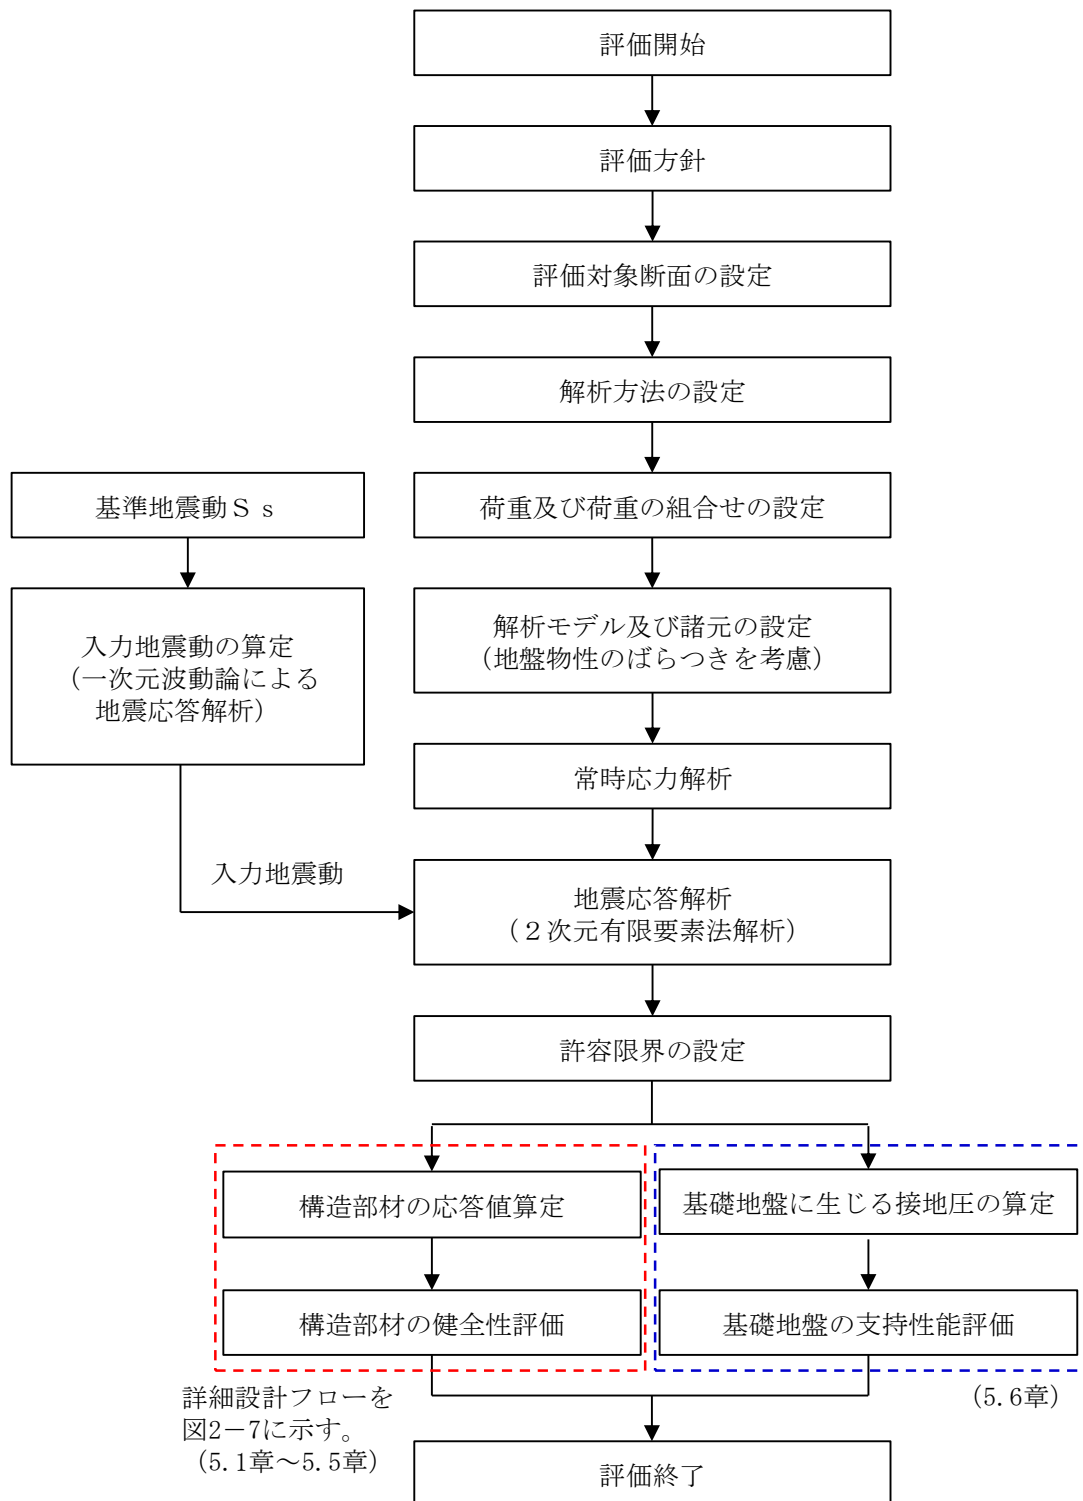 評価開始
評価方針
評価対象断面の設定
解析方法の設定
基準地震動Ｓｓ
荷重及び荷重の組合せの設定
入力地震動の算定
（一次元波動論による
地震応答解析）
解析モデル及び諸元の設定
（地盤物性のばらつきを考慮）
常時応力解析
入力地震動
地震応答解析
（２次元有限要素法解析）
許容限界の設定
構造部材の応答値算定
基礎地盤に生じる接地圧の算定
構造部材の健全性評価
基礎地盤の支持性能評価
詳細設計フローを
図2－7に示す。
（5.1章～5.5章）
（5.6章）
評価終了